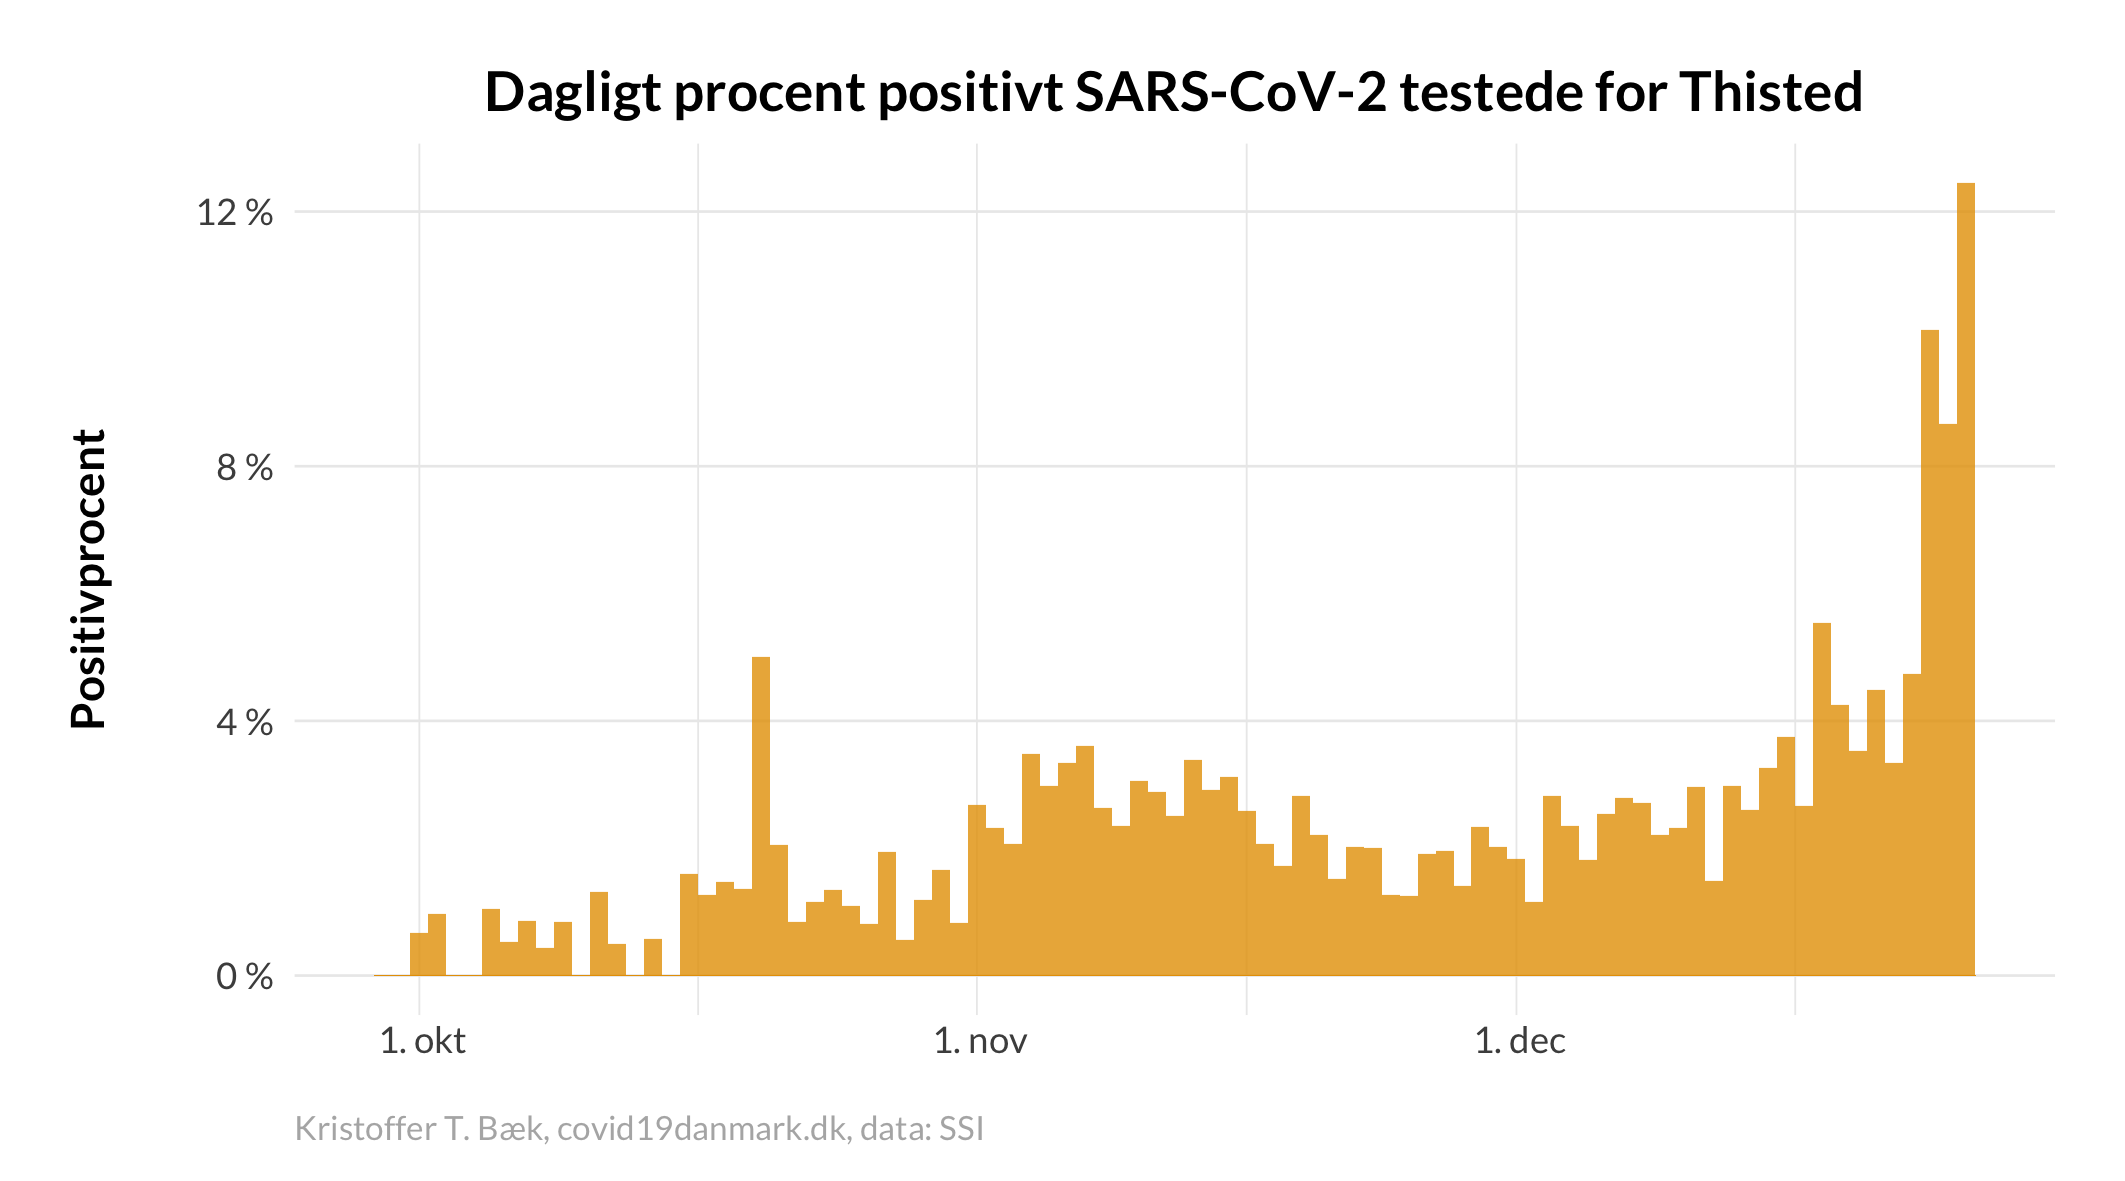 Dagligt procent positivt SARS-CoV-2 testede for Thisted
Positivprocent
12 %
8 %
4 %
0 %
1. okt
1. nov
1. dec
Kristoffer T. Bæk, covid19danmark.dk, data: SSI